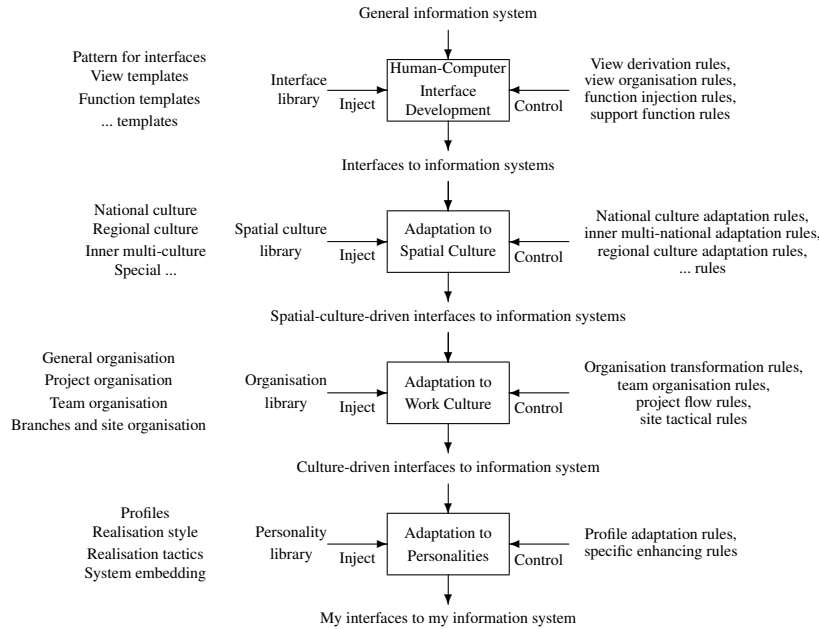 General information system
Pattern for interfaces
View templates
Function templates
... templates
Interface
library
Inject
Human-Computer
Interface
Development
Control
View derivation rules,
view organisation rules,
function injection rules,
support function rules
Interfaces to information systems
National culture
Regional culture
Inner multi-culture
Special ...
Spatial culture
library
Inject
Adaptation to
Spatial Culture
Control
National culture adaptation rules,
inner multi-national adaptation rules,
regional culture adaptation rules,
... rules
Spatial-culture-driven interfaces to information systems
General organisation
Project organisation
Team organisation
Branches and site organisation
Organisation
library
Inject
Adaptation to
Work Culture
Control
Organisation transformation rules,
team organisation rules,
project flow rules,
site tactical rules
Culture-driven interfaces to information system
Profiles
Realisation style
Realisation tactics
System embedding
Personality
library
Inject
Adaptation to
Personalities
Control
Profile adaptation rules,
specific enhancing rules
My interfaces to my information system